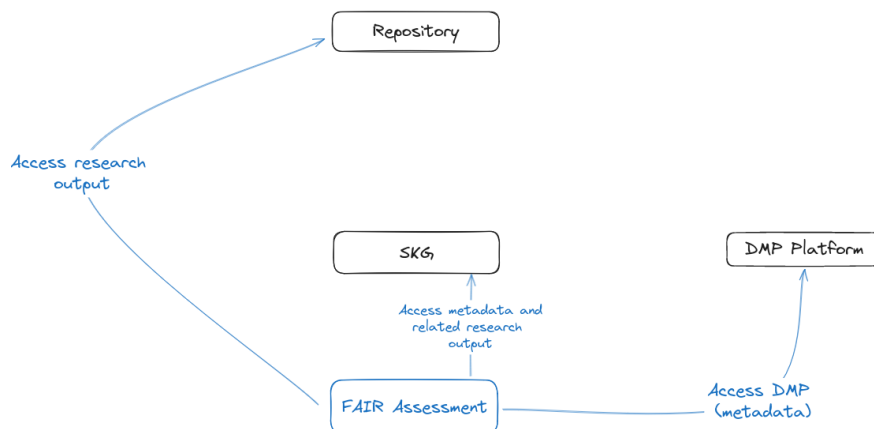 Repository
Access research
output
SKG
DMP Platform
Access metadata and
related research
output
FAIR Assessment
Access DMP
(metadata)